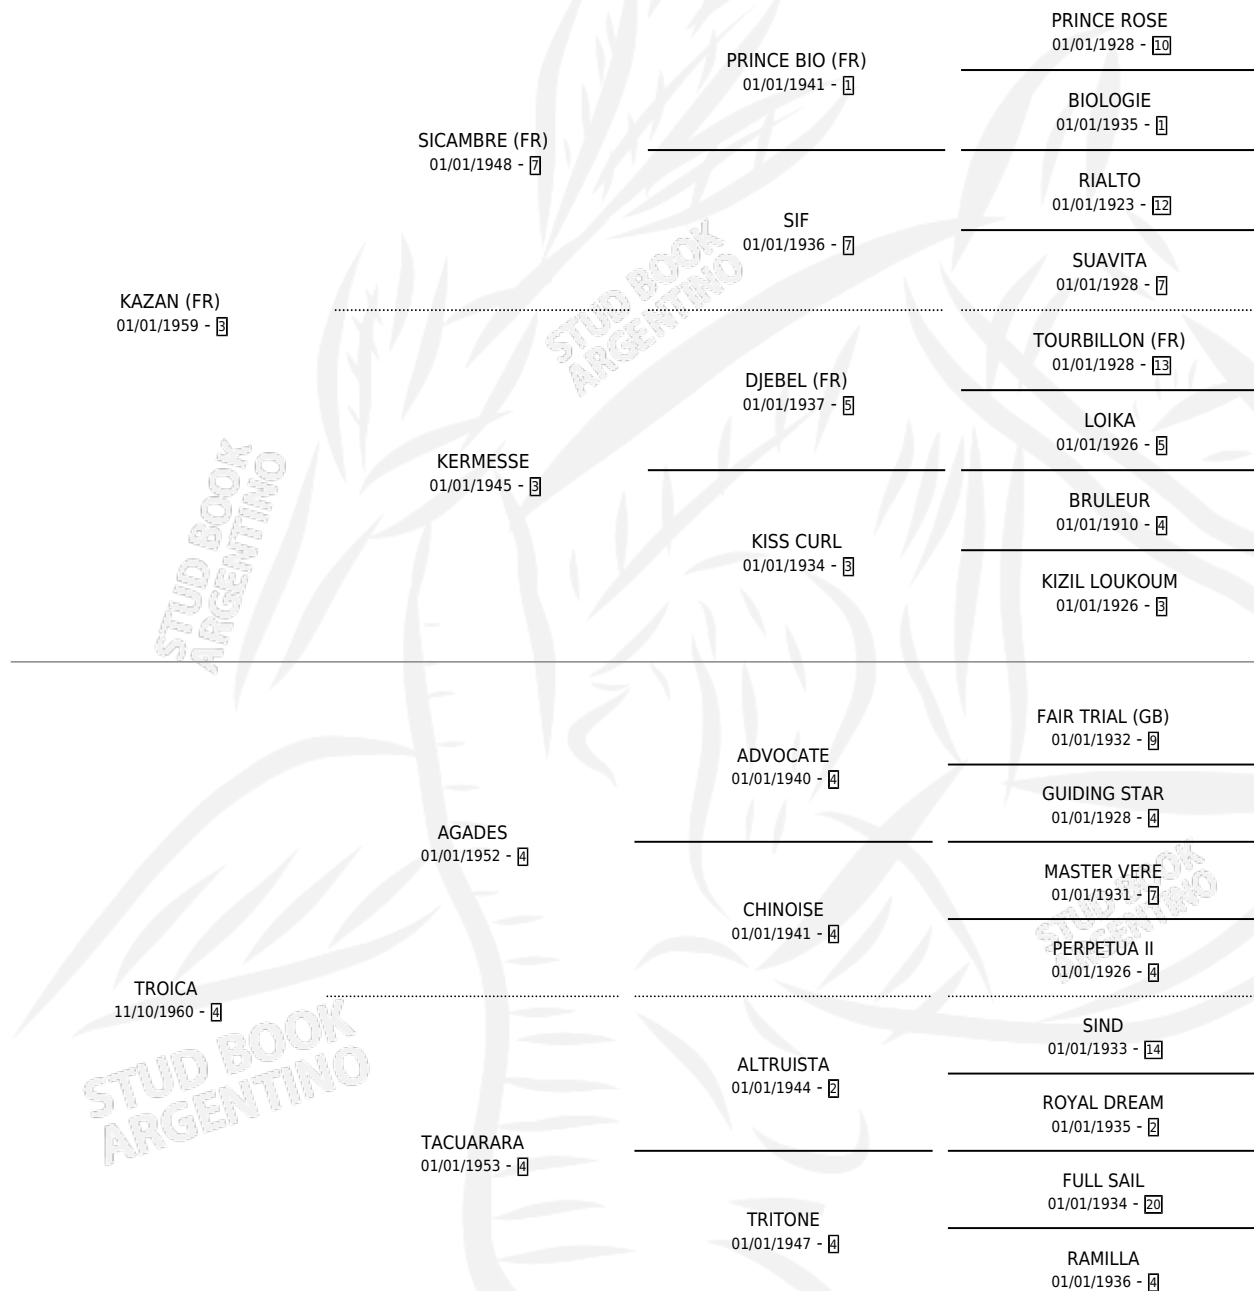 PRINCE ROSE
01/01/1928 - 10
PRINCE BIO (FR)
01/01/1941 - 1
BIOLOGIE
01/01/1935 - 1
SICAMBRE (FR)
01/01/1948 - 7
RIALTO
01/01/1923 - 12
SIF
01/01/1936 - 7
SUAVITA
01/01/1928 - 7
KAZAN (FR)
01/01/1959 - 3
STUD BOOK
ARGENTINO
TOURBILLON (FR)
01/01/1928 - 13
DJEBEL (FR)
01/01/1937 - 5
LOIKA
01/01/1926 - 5
KERMESSE
01/01/1945 - 3
BRULEUR
01/01/1910 - 4
KISS CURL
01/01/1934 - 3
KIZIL LOUKOUM
01/01/1926 - 3
STUD BOOK
ARGENTINO
FAIR TRIAL (GB)
01/01/1932 - 9
ADVOCATE
01/01/1940 - 4
GUIDING STAR
01/01/1928 - 4
AGADES
01/01/1952 - 4
MASTER VERE
01/01/1931 - 7
CHINOISE
01/01/1941 - 4
STUD BOOK
ARGENTINO
PERPETUA II
01/01/1926 - 4
TROICA
11/10/1960 - 4
SIND
01/01/1933 - 14
STUD BOOK
ARGENTINO
ALTRUISTA
01/01/1944 - 2
ROYAL DREAM
01/01/1935 - 2
TACUARARA
01/01/1953 - 4
FULL SAIL
01/01/1934 - 20
TRITONE
01/01/1947 - 4
RAMILLA
01/01/1936 - 4